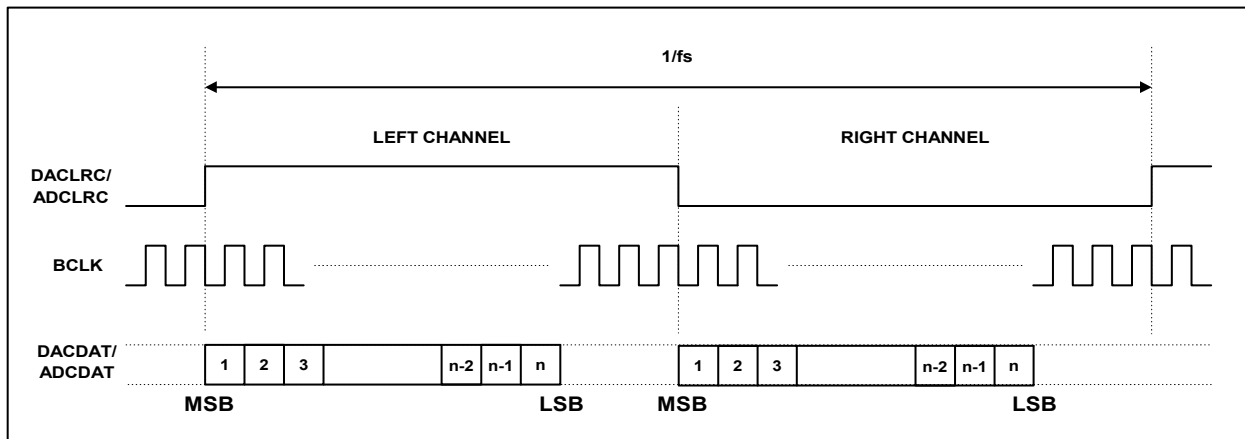 1/fs
LEFT CHANNEL RIGHT CHANNEL
DACLRC/
ADCLRC
BCLK
DACDAT/
ADCDAT
1 2 3 n-2 n-1 n 1 2 3 n-2 n-1 n
MSB LSB MSB LSB